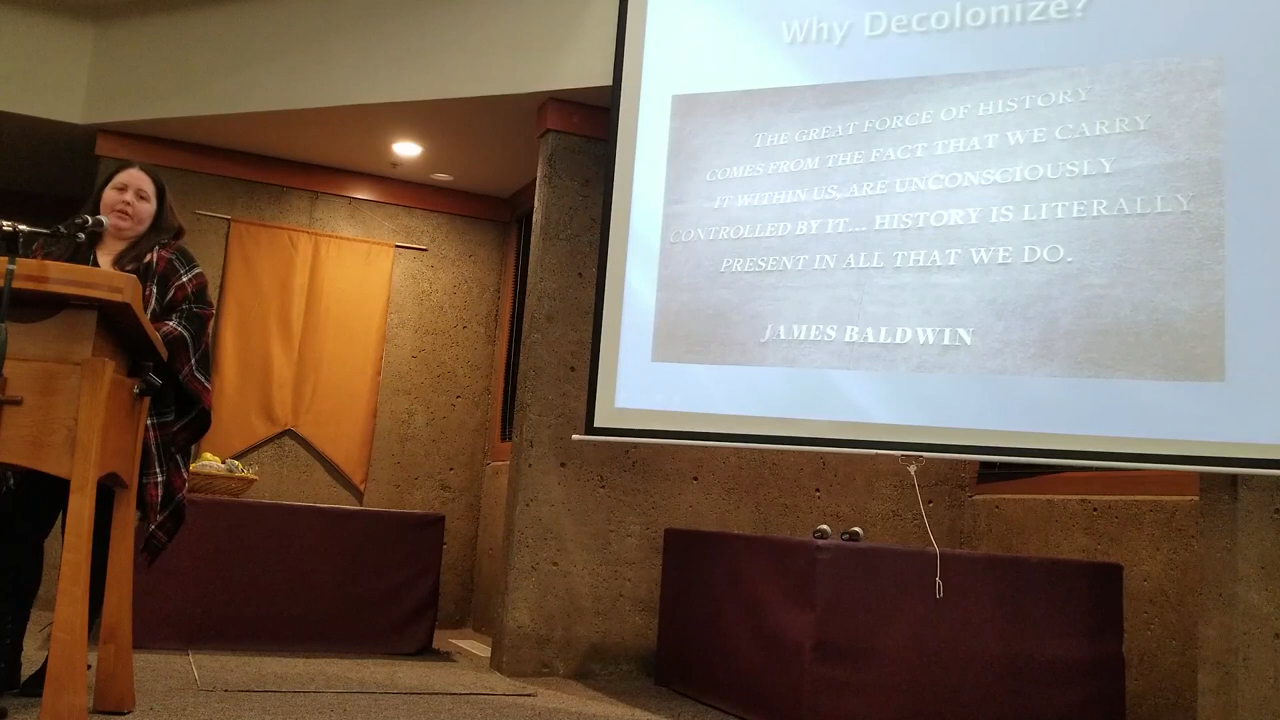 Why Decolonize?
THE GREAT FORCE OF HISTORY
COMES FROM THE FACT THAT WE CARRY
IT WITHIN US, ARE UNCONSCIOUSLY
CONTROLLED BY IT... HISTORY IS LITERALLY
PRESENT IN ALL THAT WE DO.
JAMES BALDWIN